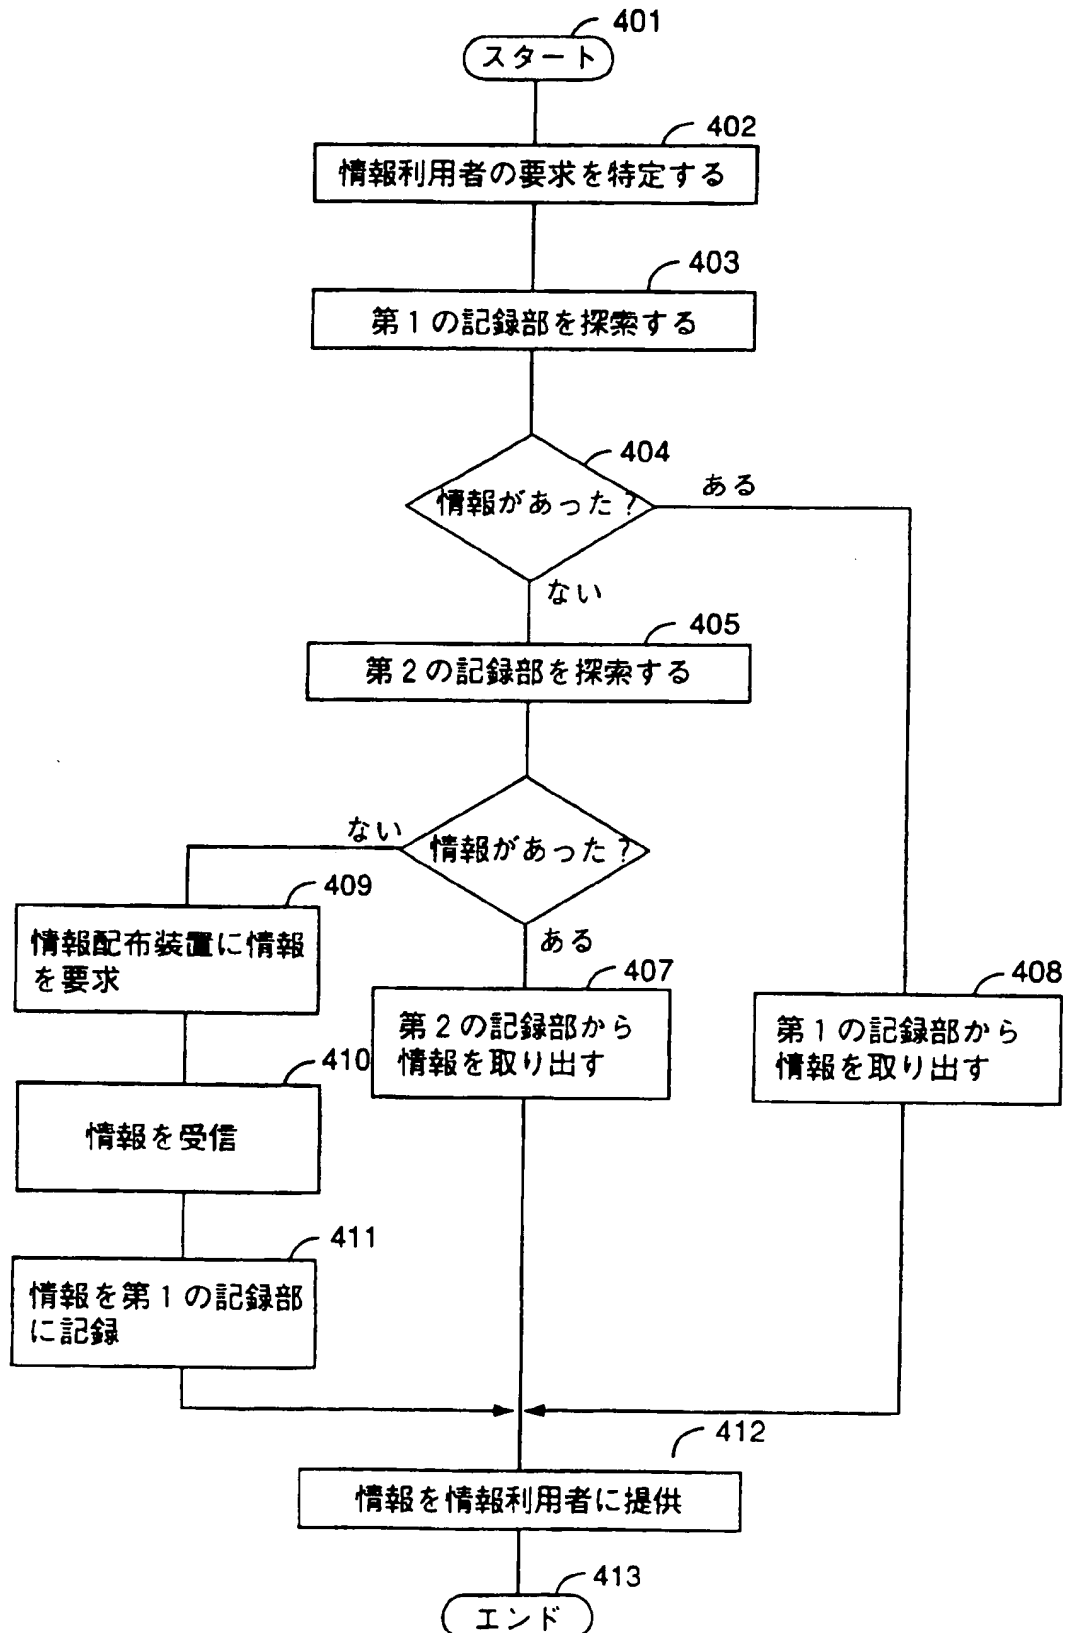 401
スタート
402
情報利用者の要求を特定する
403
第1の記録部を探索する
404
情報があった?
ある
ない
405
第2の記録部を探索する
ない
情報があった?
409
情報配布装置に情報
を要求
ある
407
第2の記録部から
情報を取り出す
408
第1の記録部から
情報を取り出す
410
情報を受信
411
情報を第1の記録部
に記録
412
情報を情報利用者に提供
413
エンド